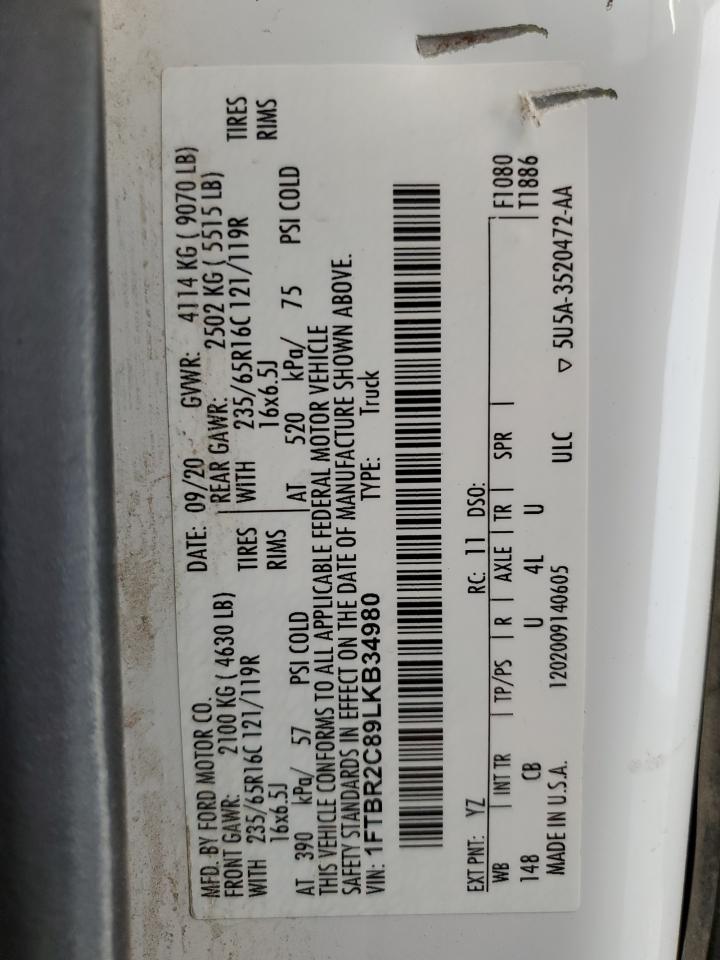 MFD. BY FORD MOTOR CO. DATE: 09/20 GVWR: 4114 KG ( 9070 LB)
FRONT GAWR: 2100 KG ( 4630 LB) REAR GAWR: 2502 KG ( 5515 LB)
WITH 235/65R16C 121/119R TIRES WITH 235/65R16C 121/119R TIRES
16x6.5J RIMS 16x6.5J RIMS
AT 390 kPa/ 57 PSI COLD AT 520 kPa/ 75 PSI COLD
THIS VEHICLE CONFORMS TO ALL APPLICABLE FEDERAL MOTOR VEHICLE
SAFETY STANDARDS IN EFFECT ON THE DATE OF MANUFACTURE SHOWN ABOVE.
VIN: 1FTBR2C89LKB34980 TYPE: Truck
EXT PNT: YZ RC: 11 DSO:
WB INT TR TP/PS R AXLE TR SPR F1080
148 CB U 4L U T1886
MADE IN U.S.A. 1202009140605 ULC ▽ 5U5A-3520472-AA